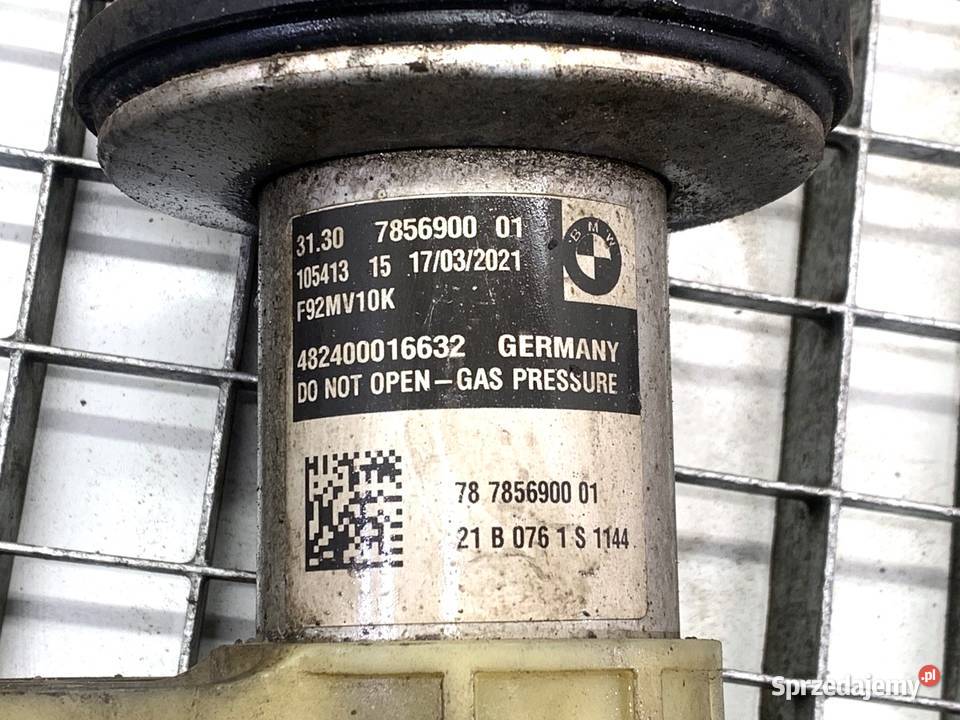 31.30 7856900 01
BMW
105413 15 17/03/2021
F92MV10K
482400016632 GERMANY
DO NOT OPEN–GAS PRESSURE
78 7856900 01
21 B 076 1 S 1144
Sprzedajemy.pl